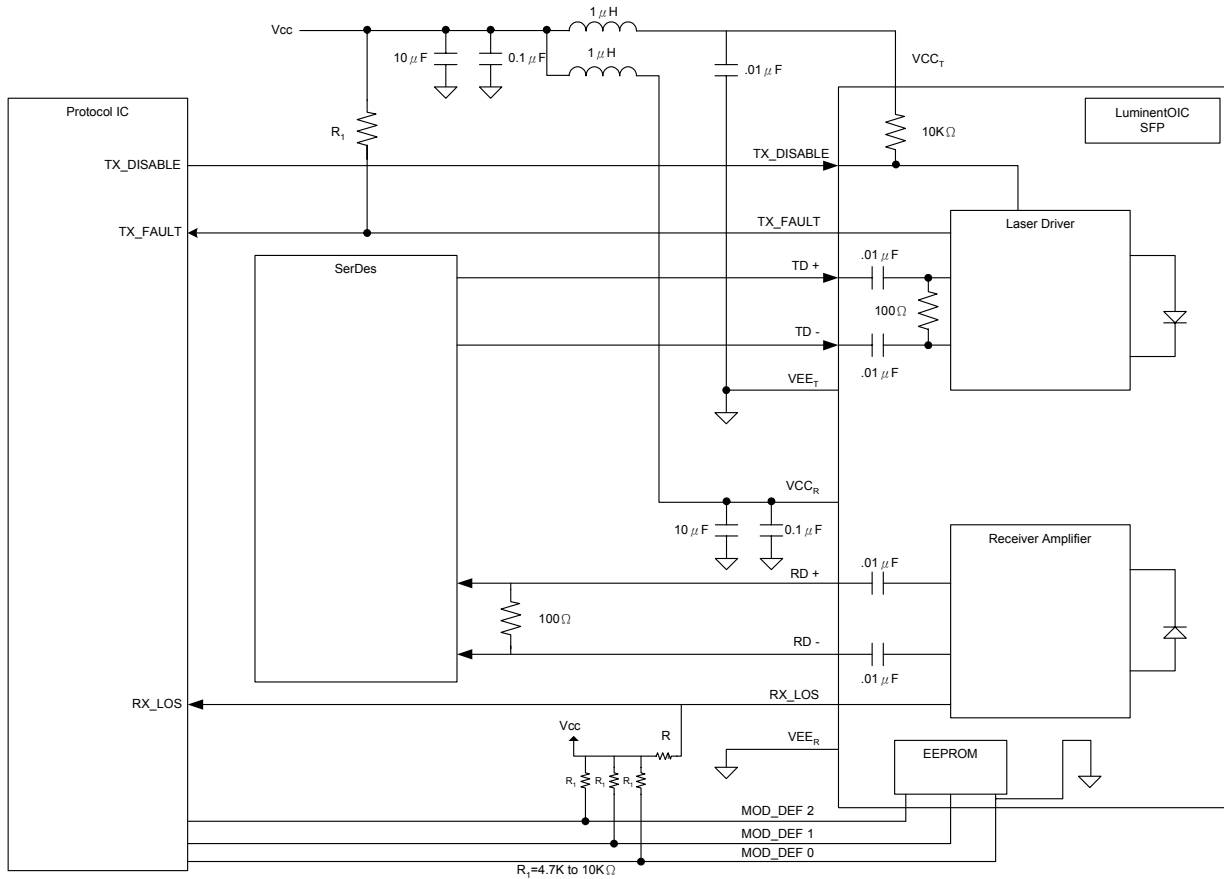 1 μH
Vcc
10 μF
0.1 μF
1 μH
.01 μF
VCC_T
Protocol IC
LuminentOIC
SFP
R_1
10KΩ
TX_DISABLE
TX_DISABLE
TX_FAULT
TX_FAULT
Laser Driver
SerDes
.01 μF
TD +
100Ω
TD -
.01 μF
VEE_T
VCC_R
10 μF
0.1 μF
Receiver Amplifier
.01 μF
RD +
100Ω
RD -
.01 μF
RX_LOS
RX_LOS
Vcc
R
VEE_R
EEPROM
R_1
R_1
R_1
MOD_DEF 2
MOD_DEF 1
MOD_DEF 0
R_1=4.7K to 10KΩ